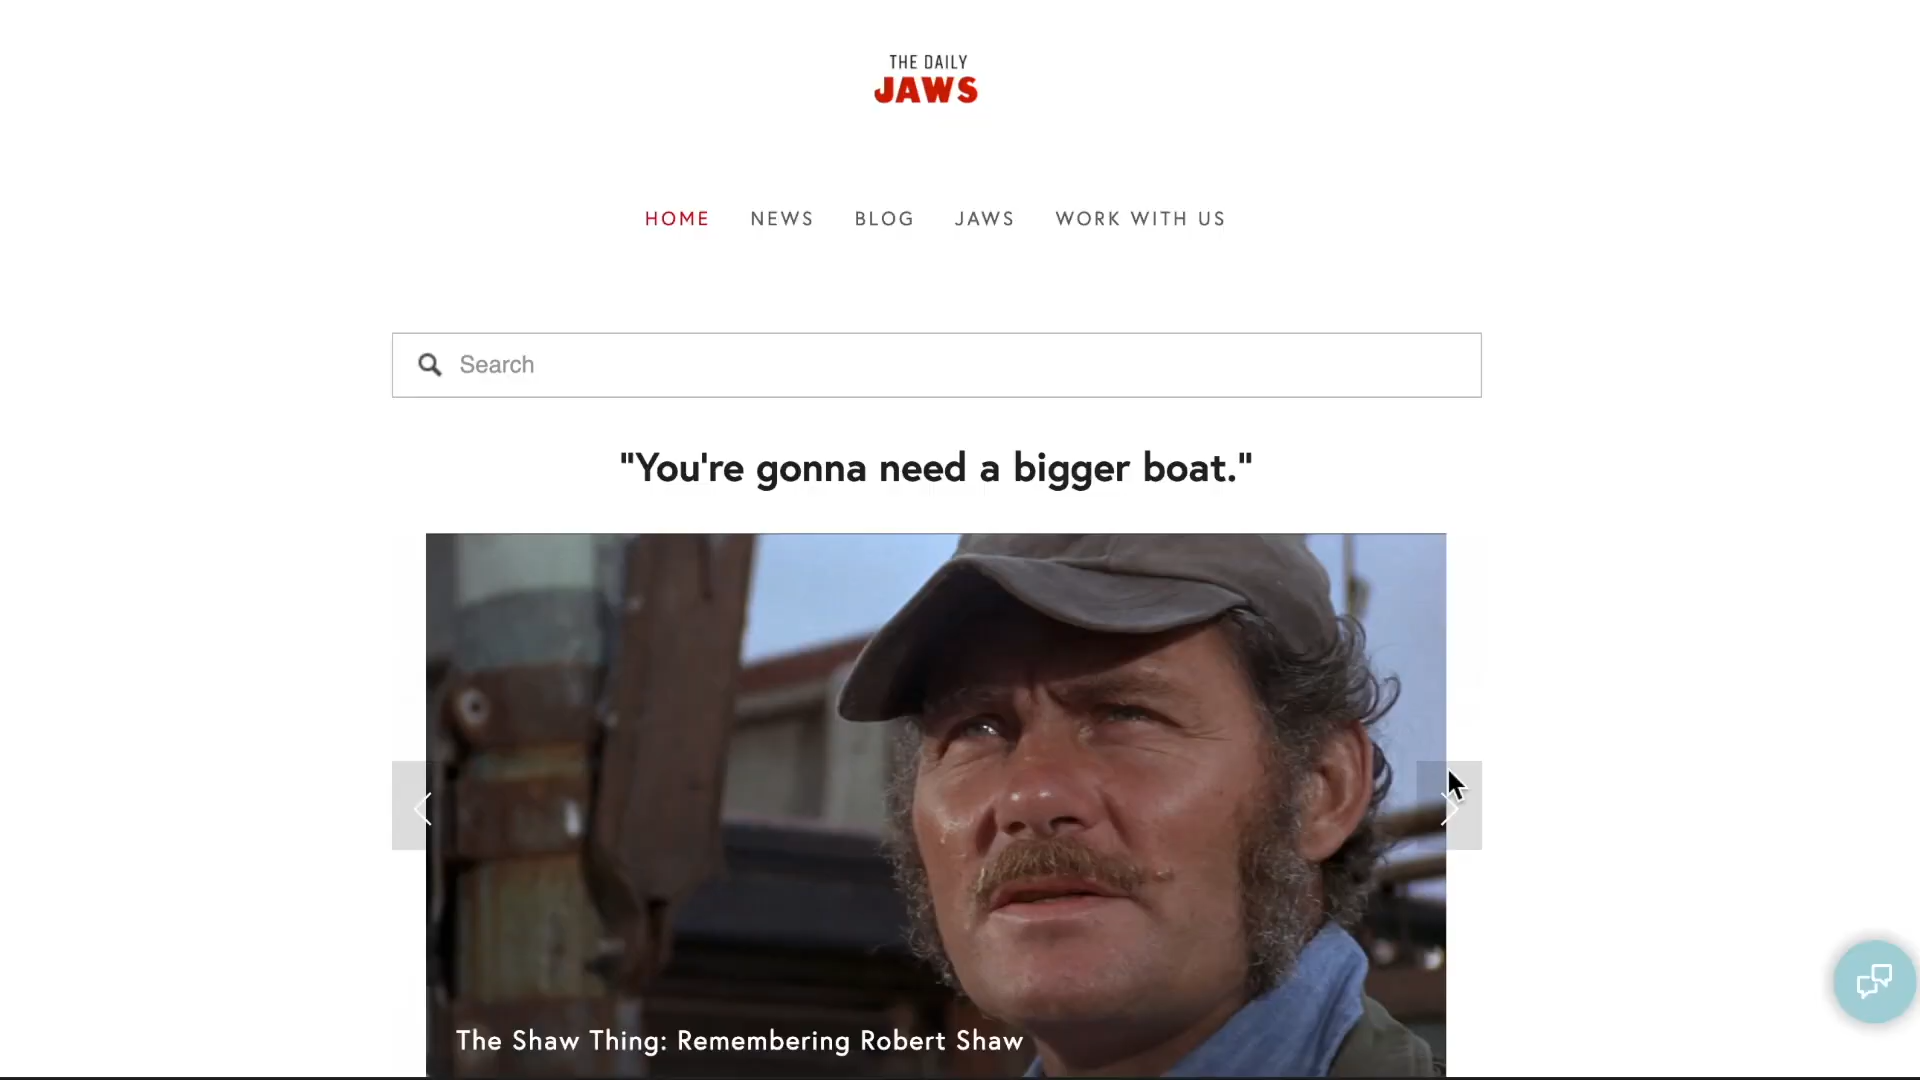 THE DAILY
JAWS
HOME NEWS BLOG JAWS WORK WITH US
Search
"You're gonna need a bigger boat."
The Shaw Thing: Remembering Robert Shaw